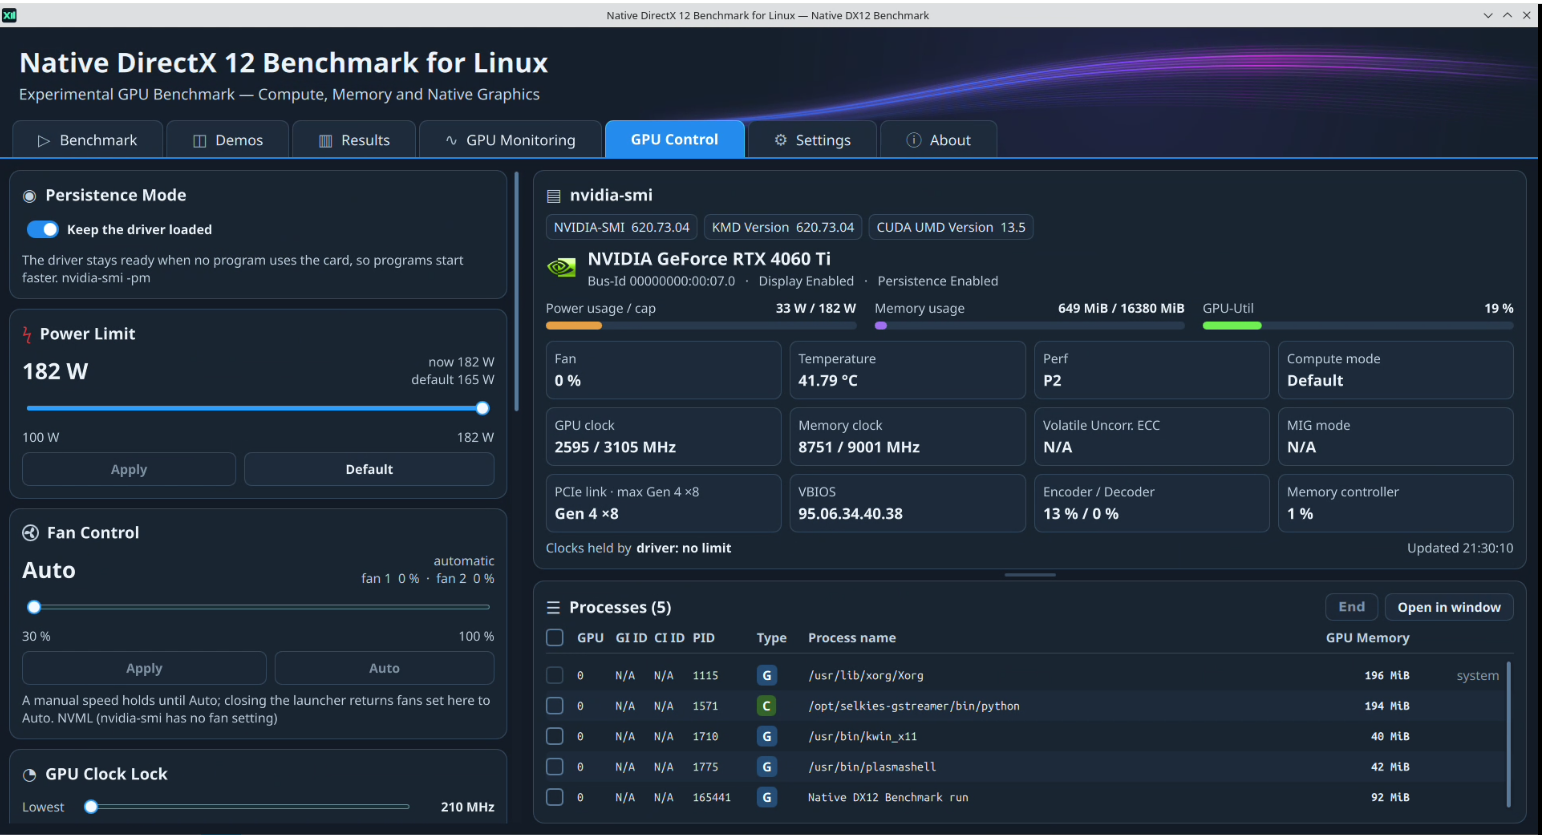 Native DirectX 12 Benchmark for Linux — Native DX12 Benchmark
Native DirectX 12 Benchmark for Linux
Experimental GPU Benchmark — Compute, Memory and Native Graphics
Benchmark
Demos
Results
GPU Monitoring
GPU Control
Settings
About
Persistence Mode
Keep the driver loaded
The driver stays ready when no program uses the card, so programs start
faster. nvidia-smi -pm
Power Limit
182 W
now 182 W
default 165 W
100 W
182 W
Apply
Default
Fan Control
Auto
automatic
fan 1 0 % · fan 2 0 %
30 %
100 %
Apply
Auto
A manual speed holds until Auto; closing the launcher returns fans set here to
Auto. NVML (nvidia-smi has no fan setting)
GPU Clock Lock
Lowest
210 MHz
nvidia-smi
NVIDIA-SMI 620.73.04
KMD Version 620.73.04
CUDA UMD Version 13.5
NVIDIA GeForce RTX 4060 Ti
Bus-Id 00000000:00:07.0 · Display Enabled · Persistence Enabled
Power usage / cap 33 W / 182 W
Memory usage 649 MiB / 16380 MiB
GPU-Util 19 %
Fan
0 %
Temperature
41.79 °C
Perf
P2
Compute mode
Default
GPU clock
2595 / 3105 MHz
Memory clock
8751 / 9001 MHz
Volatile Uncorr. ECC
N/A
MIG mode
N/A
PCIe link · max Gen 4 ×8
Gen 4 ×8
VBIOS
95.06.34.40.38
Encoder / Decoder
13 % / 0 %
Memory controller
1 %
Clocks held by driver: no limit
Updated 21:30:10
Processes (5)
End
Open in window
GPU GI ID CI ID PID Type Process name GPU Memory
0 N/A N/A 1115 G /usr/lib/xorg/Xorg 196 MiB system
0 N/A N/A 1571 C /opt/selkies-gstreamer/bin/python 194 MiB
0 N/A N/A 1710 G /usr/bin/kwin_x11 40 MiB
0 N/A N/A 1775 G /usr/bin/plasmashell 42 MiB
0 N/A N/A 165441 G Native DX12 Benchmark run 92 MiB